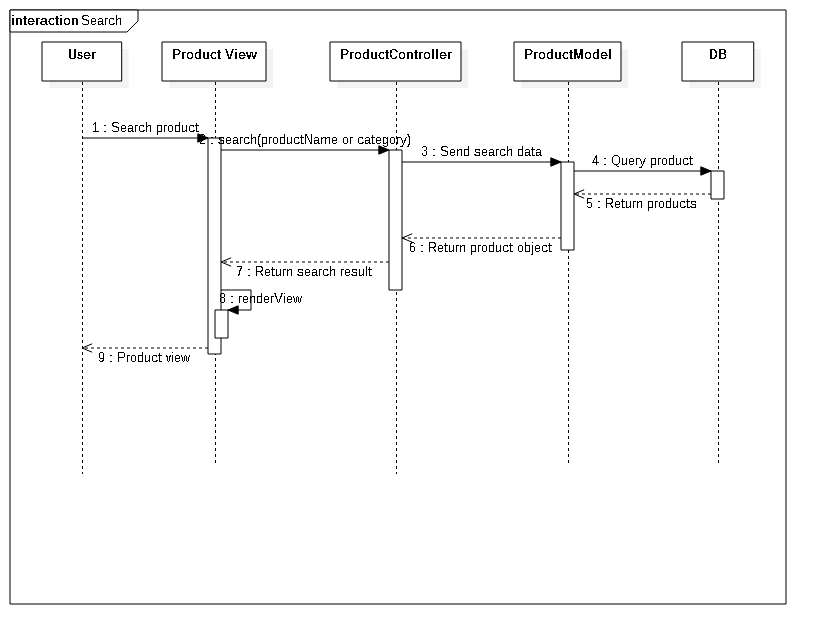 interaction Search
User
Product View
ProductController
ProductModel
DB
1 : Search product
2 : search(productName or category)
3 : Send search data
4 : Query product
5 : Return products
6 : Return product object
7 : Return search result
8 : renderView
9 : Product view